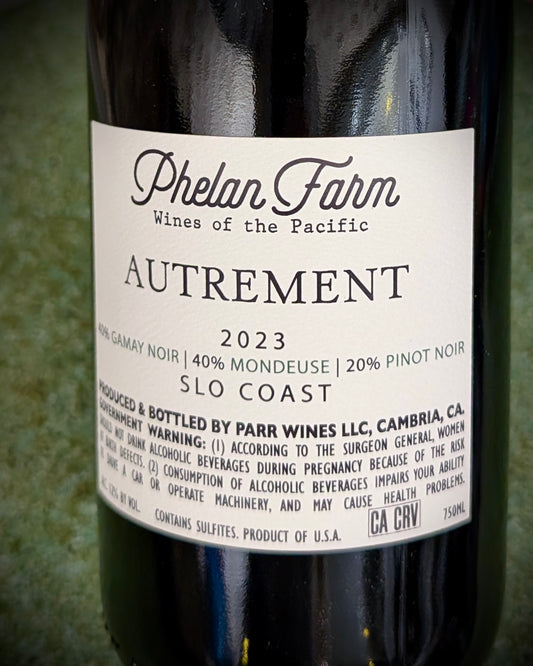 Phelan Farm
Wines of the Pacific
AUTREMENT
2023
40% GAMAY NOIR | 40% MONDEUSE | 20% PINOT NOIR
SLO COAST
PRODUCED & BOTTLED BY PARR WINES LLC, CAMBRIA, CA.
GOVERNMENT WARNING: (1) ACCORDING TO THE SURGEON GENERAL, WOMEN
SHOULD NOT DRINK ALCOHOLIC BEVERAGES DURING PREGNANCY BECAUSE OF THE RISK
OF BIRTH DEFECTS. (2) CONSUMPTION OF ALCOHOLIC BEVERAGES IMPAIRS YOUR ABILITY
TO DRIVE A CAR OR OPERATE MACHINERY, AND MAY CAUSE HEALTH PROBLEMS.
BY VOL. CONTAINS SULFITES. PRODUCT OF U.S.A. CA CRV 750ML